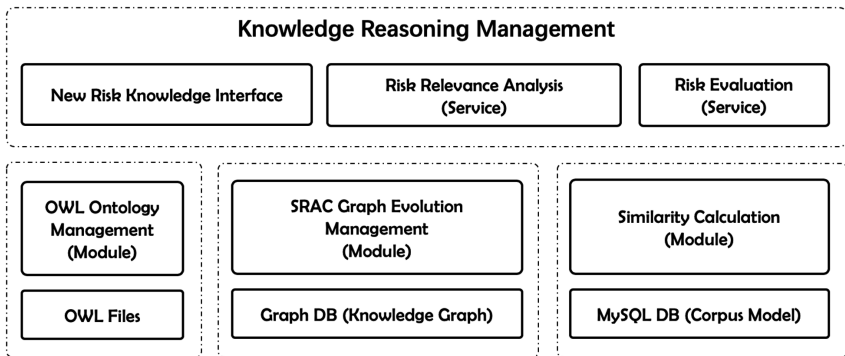 Knowledge Reasoning Management
New Risk Knowledge Interface
Risk Relevance Analysis
(Service)
Risk Evaluation
(Service)
OWL Ontology
Management
(Module)
SRAC Graph Evolution
Management
(Module)
Similarity Calculation
(Module)
OWL Files
Graph DB (Knowledge Graph)
MySQL DB (Corpus Model)